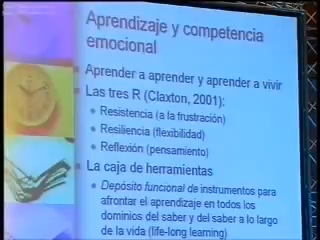 Aprendizaje y competencia
emocional
Aprender a aprender y aprender a vivir
Las tres R (Claxton, 2001):
• Resistencia (a la frustración)
• Resiliencia (flexibilidad)
• Reflexión (pensamiento)
La caja de herramientas
• Depósito funcional de instrumentos para
afrontar el aprendizaje en todos los
dominios del saber y del saber a lo largo
de la vida (life-long learning)